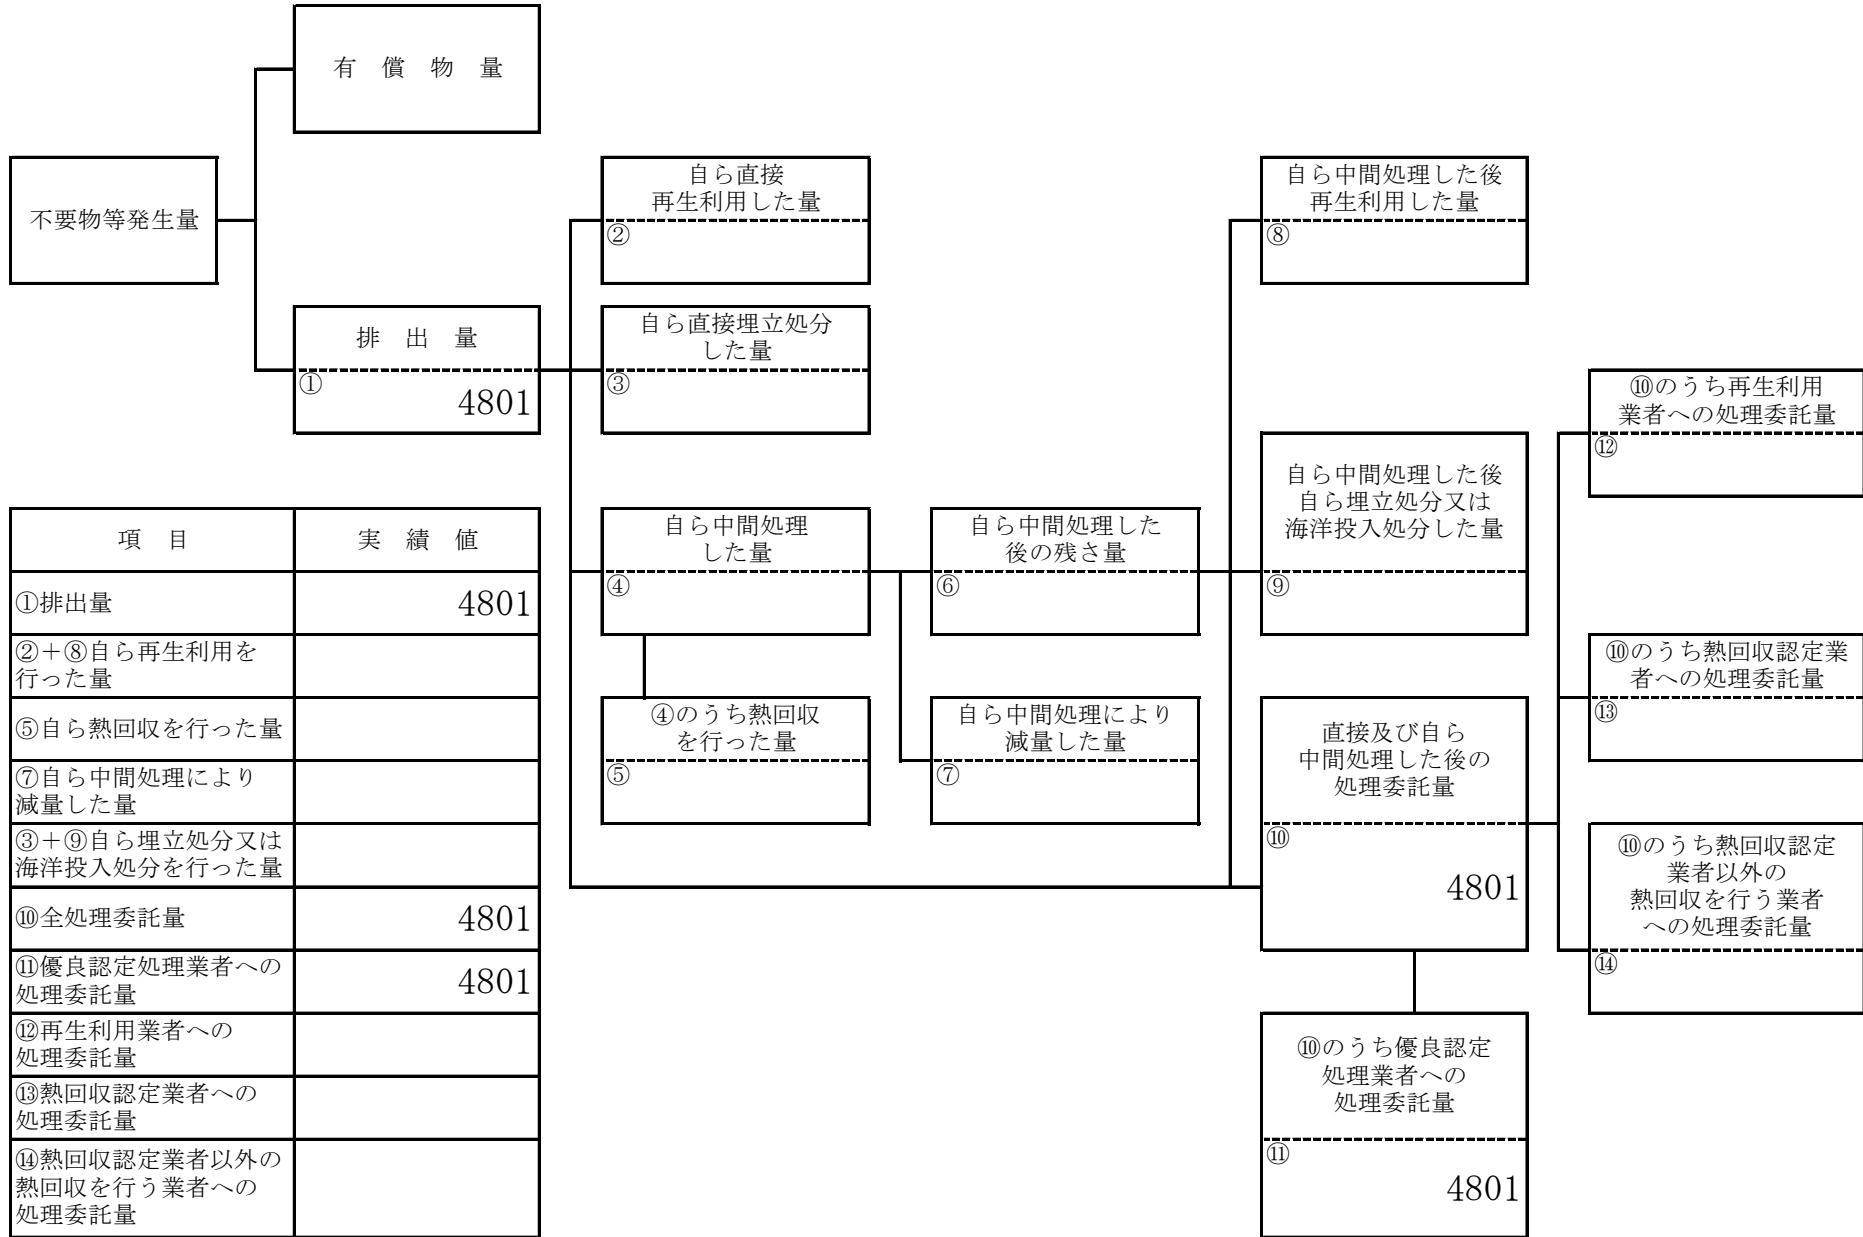 有　償　物　量
不要物等発生量
排　出　量
①
4801
自ら直接
再生利用した量
②
自ら直接埋立処分
した量
③
自ら中間処理
した量
④
④のうち熱回収
を行った量
⑤
自ら中間処理した
後の残さ量
⑥
自ら中間処理により
減量した量
⑦
自ら中間処理した後
再生利用した量
⑧
自ら中間処理した後
自ら埋立処分又は
海洋投入処分した量
⑨
直接及び自ら
中間処理した後の
処理委託量
⑩
4801
⑩のうち優良認定
処理業者への
処理委託量
⑪
4801
⑩のうち再生利用
業者への処理委託量
⑫
⑩のうち熱回収認定業
者への処理委託量
⑬
⑩のうち熱回収認定
業者以外の
熱回収を行う業者
への処理委託量
⑭
項　目　実　績　値
①排出量　4801
②＋⑧自ら再生利用を
行った量
⑤自ら熱回収を行った量
⑦自ら中間処理により
減量した量
③＋⑨自ら埋立処分又は
海洋投入処分を行った量
⑩全処理委託量　4801
⑪優良認定処理業者への
処理委託量　4801
⑫再生利用業者への
処理委託量
⑬熱回収認定業者への
処理委託量
⑭熱回収認定業者以外の
熱回収を行う業者への
処理委託量